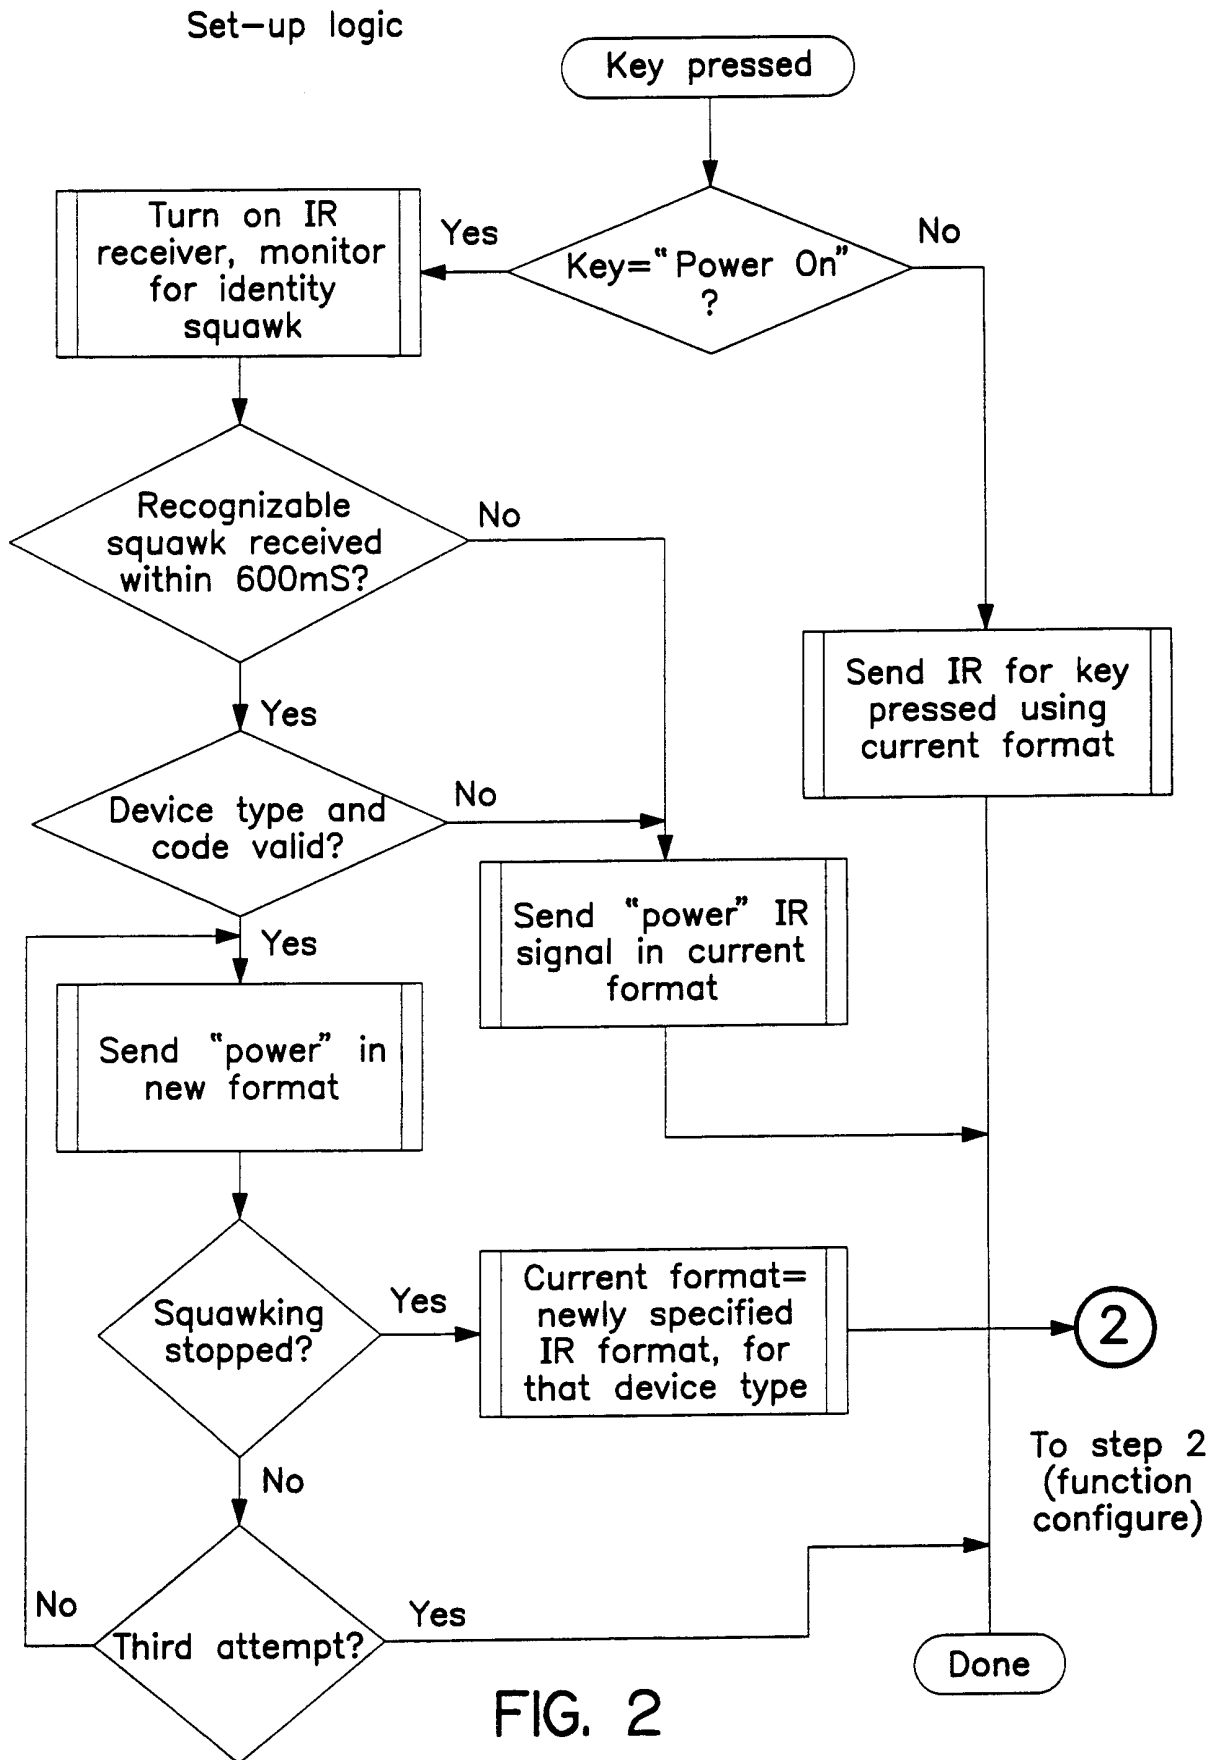 Set-up logic
Key pressed
Key="Power On"
?
Yes
No
Turn on IR
receiver, monitor
for identity
squawk
Recognizable
squawk received
within 600mS?
No
Yes
Send IR for key
pressed using
current format
Device type and
code valid?
No
Yes
Send "power" IR
signal in current
format
Send "power" in
new format
Squawking
stopped?
Yes
No
Current format=
newly specified
IR format, for
that device type
2
To step 2
(function
configure)
Third attempt?
No
Yes
Done
FIG. 2